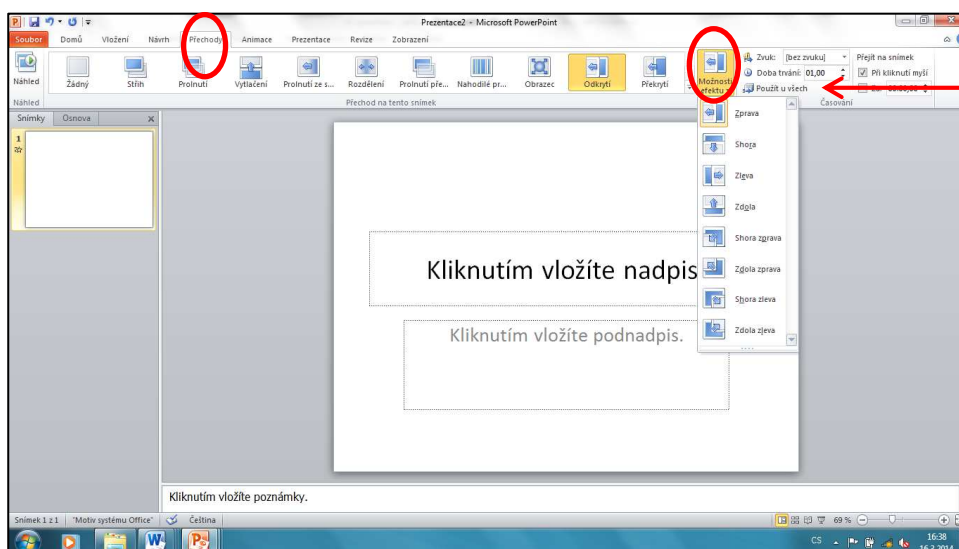 Prezentace2 - Microsoft PowerPoint
Soubor Domů Vložení Návrh Přechody Animace Prezentace Revize Zobrazení
Náhled Žádný Střih Prolnutí Vytlačení Prolnutí ze s... Rozdělení Prolnutí pře... Nahodilé pr... Obrazec Odkrytí Překrytí Možnosti efektu
Zvuk: [bez zvuku] Přejít na snímek
Doba trvání: 01,00 Při kliknutí myší
Použít u všech
Náhled Přechod na tento snímek Časování
Snímky Osnova
1
Zprava
Shora
Zleva
Zdola
Shora zprava
Zdola zprava
Shora zleva
Zdola zleva
Kliknutím vložíte nadpis
Kliknutím vložíte podnadpis.
Kliknutím vložíte poznámky.
Snímek 1 z 1 "Motiv systému Office" Čeština 69 %
CS 16:38
16.3.2014